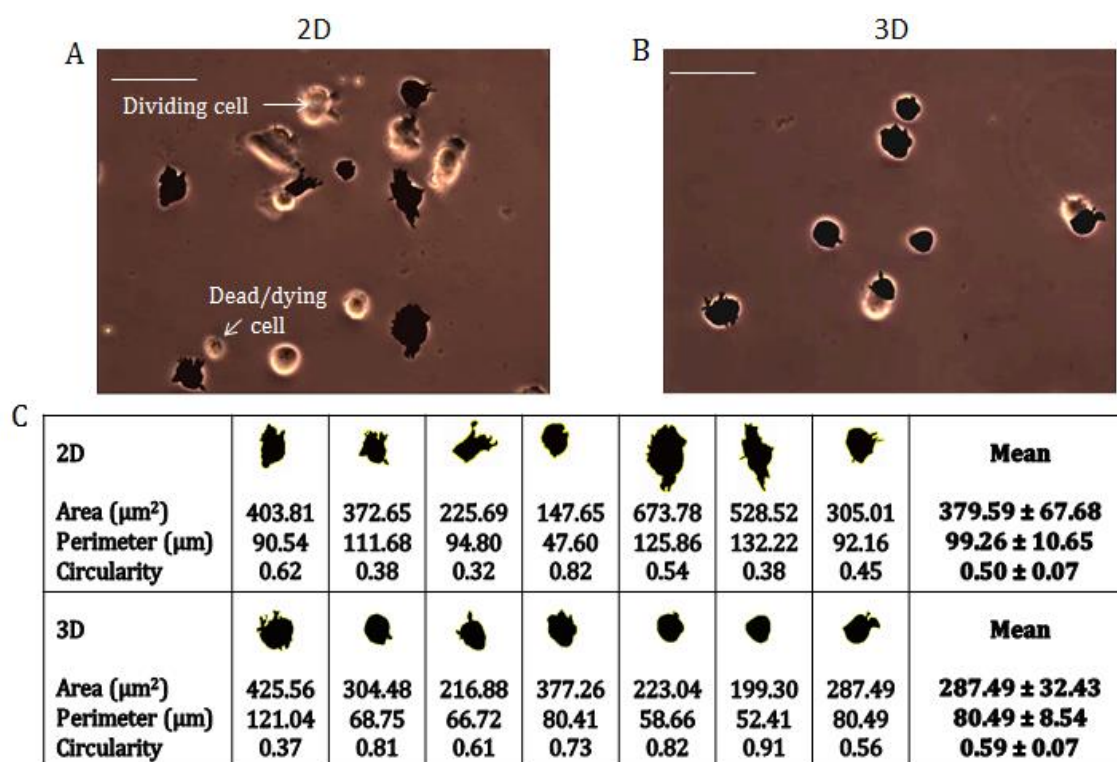 2D
3D
A
B
Dividing cell
Dead/dying
cell
C
2D Mean
Area (µm²) 403.81 372.65 225.69 147.65 673.78 528.52 305.01 379.59 ± 67.68
Perimeter (µm) 90.54 111.68 94.80 47.60 125.86 132.22 92.16 99.26 ± 10.65
Circularity 0.62 0.38 0.32 0.82 0.54 0.38 0.45 0.50 ± 0.07
3D Mean
Area (µm²) 425.56 304.48 216.88 377.26 223.04 199.30 287.49 287.49 ± 32.43
Perimeter (µm) 121.04 68.75 66.72 80.41 58.66 52.41 80.49 80.49 ± 8.54
Circularity 0.37 0.81 0.61 0.73 0.82 0.91 0.56 0.59 ± 0.07